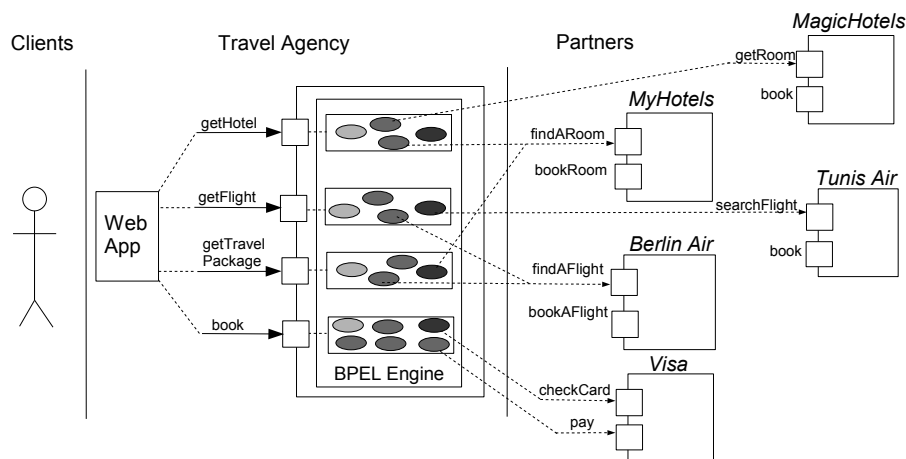 Clients
Travel Agency
Partners
MagicHotels
getRoom
book
MyHotels
getHotel
findARoom
bookRoom
Tunis Air
getFlight
searchFlight
Web
App
getTravel
Package
Berlin Air
book
findAFlight
bookAFlight
book
BPEL Engine
Visa
checkCard
pay